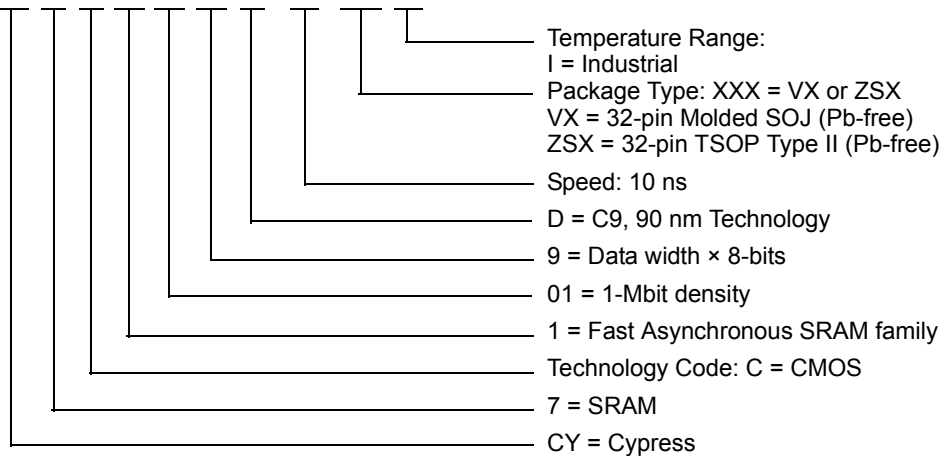 Temperature Range:
I = Industrial
Package Type: XXX = VX or ZSX
VX = 32-pin Molded SOJ (Pb-free)
ZSX = 32-pin TSOP Type II (Pb-free)
Speed: 10 ns
D = C9, 90 nm Technology
9 = Data width × 8-bits
01 = 1-Mbit density
1 = Fast Asynchronous SRAM family
Technology Code: C = CMOS
7 = SRAM
CY = Cypress